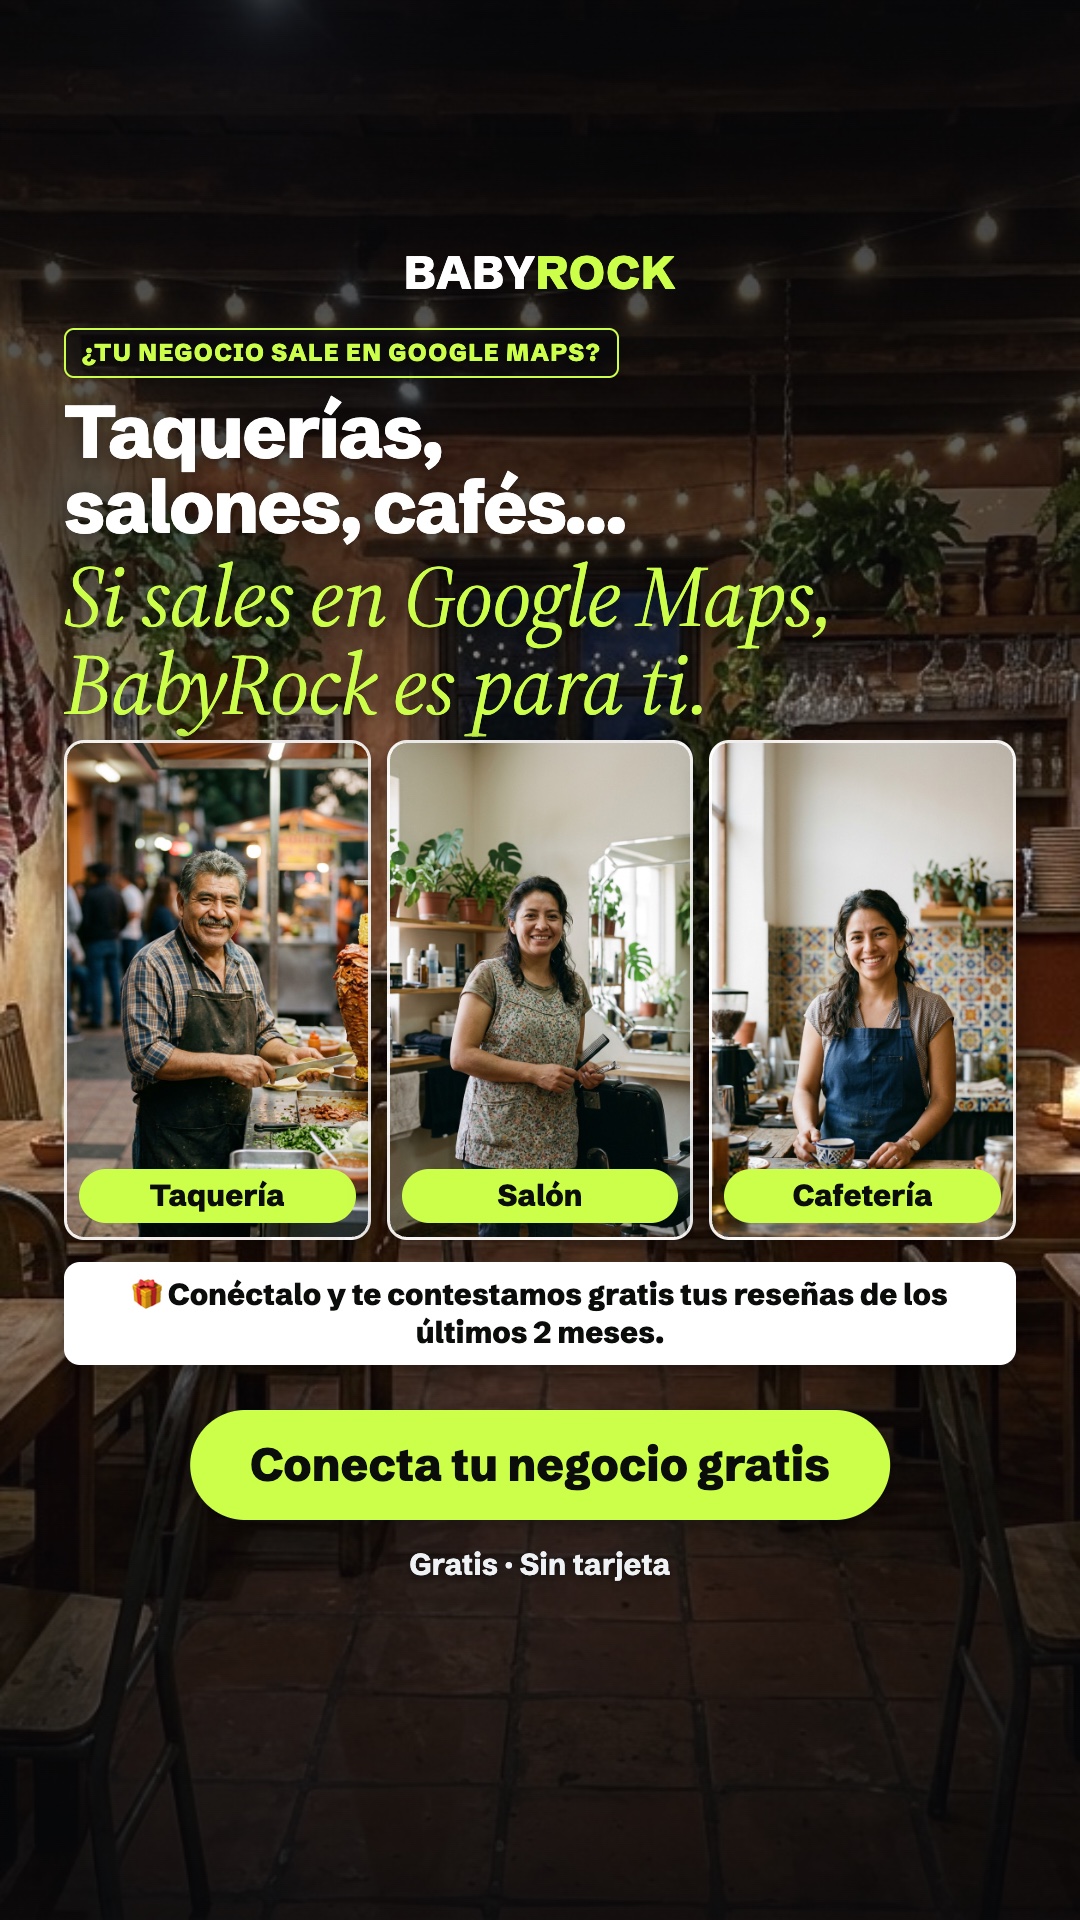 BABYROCK
¿TU NEGOCIO SALE EN GOOGLE MAPS?
Taquerías,
salones, cafés...
Si sales en Google Maps,
BabyRock es para ti.
Taquería
Salón
Cafetería
🎁 Conéctalo y te contestamos gratis tus reseñas de los
últimos 2 meses.
Conecta tu negocio gratis
Gratis · Sin tarjeta